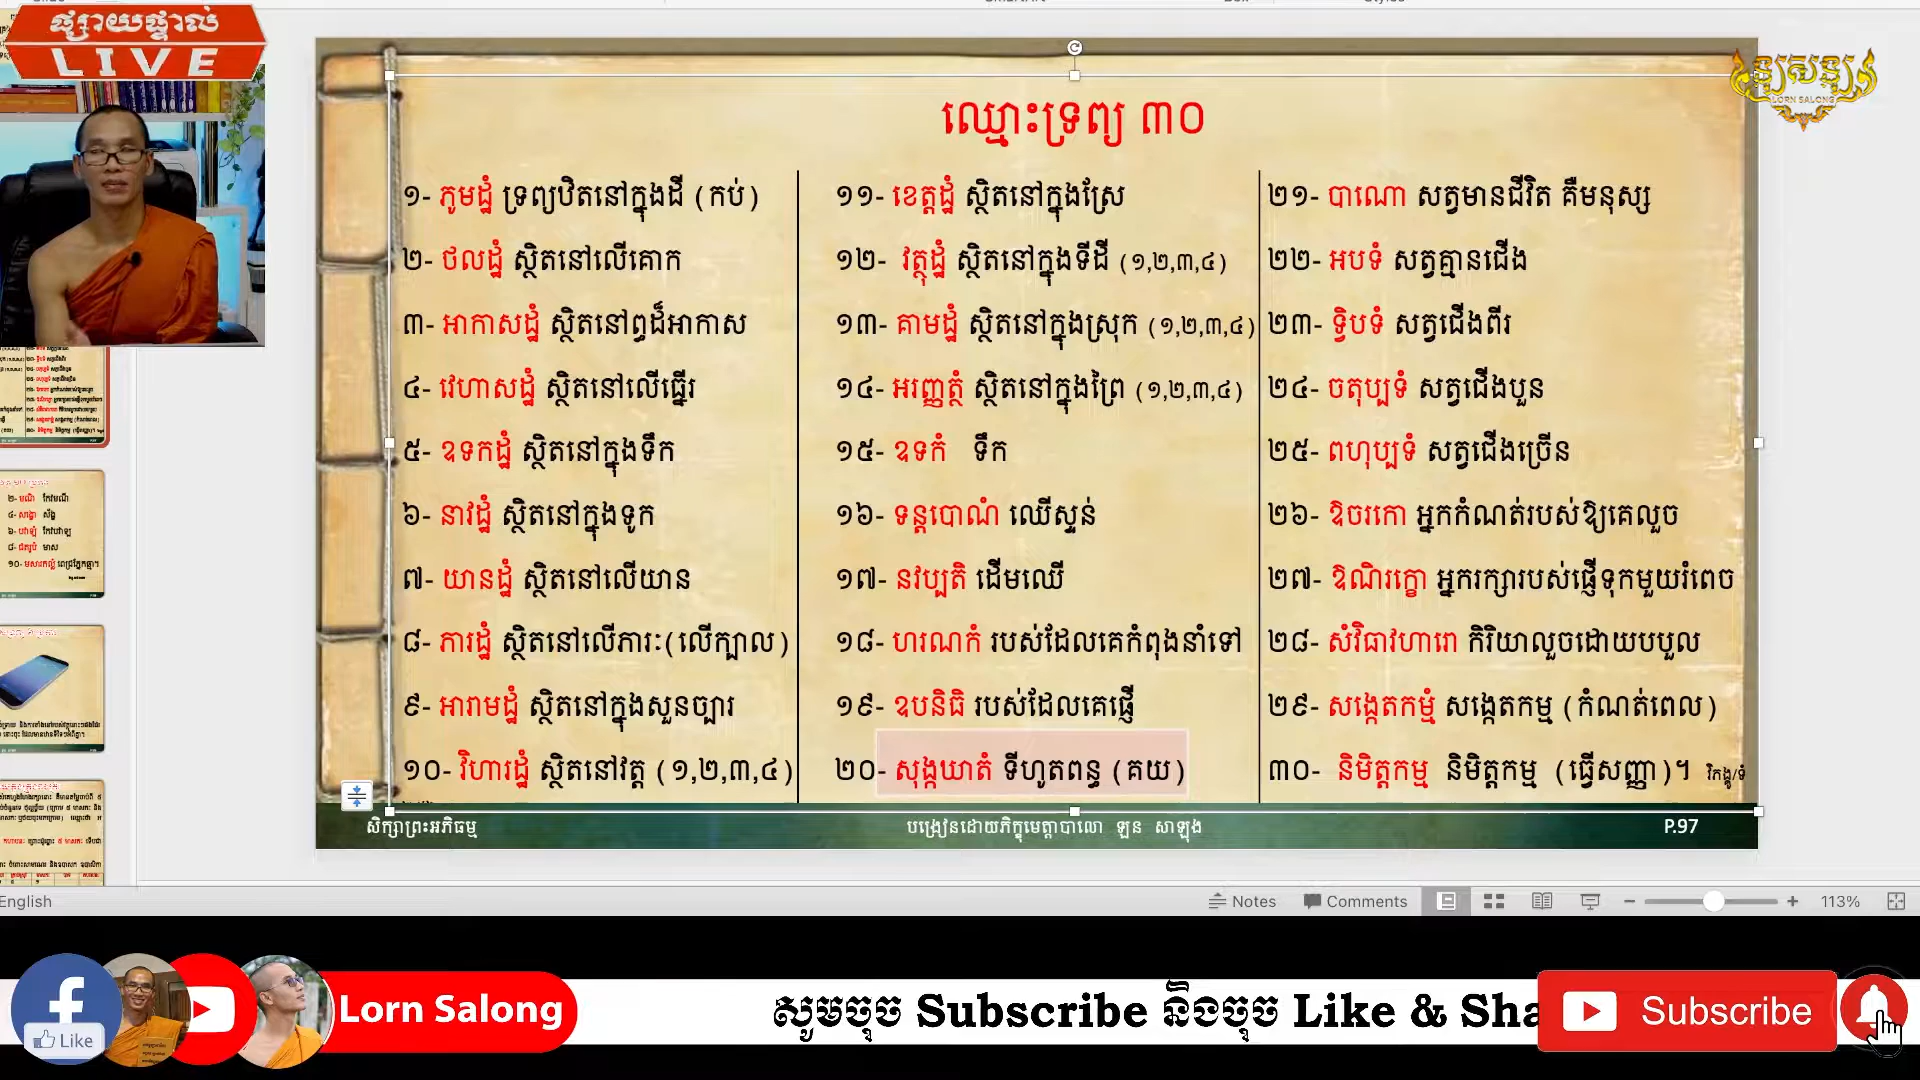 ផ្សាយផ្ទាល់
LIVE
ឡន សាឡុង
LORN SALONG
ឈ្មោះទ្រព្យ ៣០
១- ភូមដ្ឋំ ទ្រព្យឋិតនៅក្នុងដី (កប់)
២- ថលដ្ឋំ ស្ថិតនៅលើគោក
៣- អាកាសដ្ឋំ ស្ថិតនៅឰដ៏អាកាស
៤- វេហាសដ្ឋំ ស្ថិតនៅលើធ្នើរ
៥- ឧទកដ្ឋំ ស្ថិតនៅក្នុងទឹក
៦- នាវដ្ឋំ ស្ថិតនៅក្នុងទូក
៧- យានដ្ឋំ ស្ថិតនៅលើយាន
៨- ភារដ្ឋំ ស្ថិតនៅលើភារៈ(លើក្បាល)
៩- អារាមដ្ឋំ ស្ថិតនៅក្នុងសួនច្បារ
១០- វិហារដ្ឋំ ស្ថិតនៅវត្ត (១,២,៣,៤)
១១- ខេត្តដ្ឋំ ស្ថិតនៅក្នុងស្រែ
១២- វត្ថុដ្ឋំ ស្ថិតនៅក្នុងទីដី (១,២,៣,៤)
១៣- គាមដ្ឋំ ស្ថិតនៅក្នុងស្រុក (១,២,៣,៤)
១៤- អរញ្ញត្ថំ ស្ថិតនៅក្នុងព្រៃ (១,២,៣,៤)
១៥- ឧទកំ ទឹក
១៦- ទន្តបោណំ ឈើស្ទន់
១៧- នវប្បតិ ដើមឈើ
១៨- ហរណកំ របស់ដែលគេកំពុងនាំទៅ
១៩- ឧបនិធិ របស់ដែលគេផ្ញើ
២០- សុង្កឃាតំ ទីហូតពន្ធ (គយ)
២១- បាណោ សត្វមានជីវិត គឺមនុស្ស
២២- អបទំ សត្វគ្មានជើង
២៣- ទ្វិបទំ សត្វជើងពីរ
២៤- ចតុប្បទំ សត្វជើងបួន
២៥- ពហុប្បទំ សត្វជើងច្រើន
២៦- ឱចរកោ អ្នកកំណត់របស់ឱ្យគេលួច
២៧- ឱណិរក្ខោ អ្នករក្សារបស់ផ្ញើទុកមួយរំពេច
២៨- សំវិធាវហារោ កិរិយាលួចដោយបបួល
២៩- សង្កេតកម្មំ សង្កេតកម្ម (កំណត់ពេល)
៣០- និមិត្តកម្ម និមិត្តកម្ម (ធ្វើសញ្ញា)។
សិក្សាព្រះអភិធម្ម
បង្រៀនដោយភិក្ខុមេត្តាបាលោ ឡន សាឡុង
P.97
២- មណិ កែវមណី
៤- សង្ខោ ស័ង្ខ
English
Notes
Comments
113%
Like
Lorn Salong
សូមចុច Subscribe និងចុច Like & Sha
Subscribe